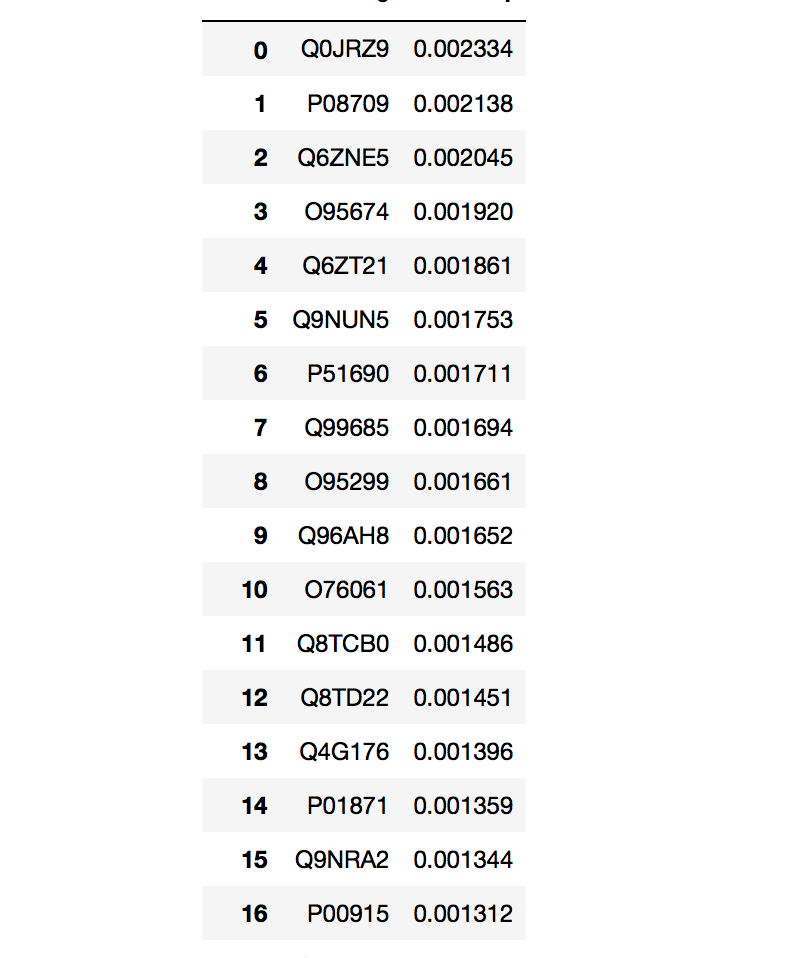 0 Q0JRZ9 0.002334
1 P08709 0.002138
2 Q6ZNE5 0.002045
3 O95674 0.001920
4 Q6ZT21 0.001861
5 Q9NUN5 0.001753
6 P51690 0.001711
7 Q99685 0.001694
8 O95299 0.001661
9 Q96AH8 0.001652
10 O76061 0.001563
11 Q8TCB0 0.001486
12 Q8TD22 0.001451
13 Q4G176 0.001396
14 P01871 0.001359
15 Q9NRA2 0.001344
16 P00915 0.001312